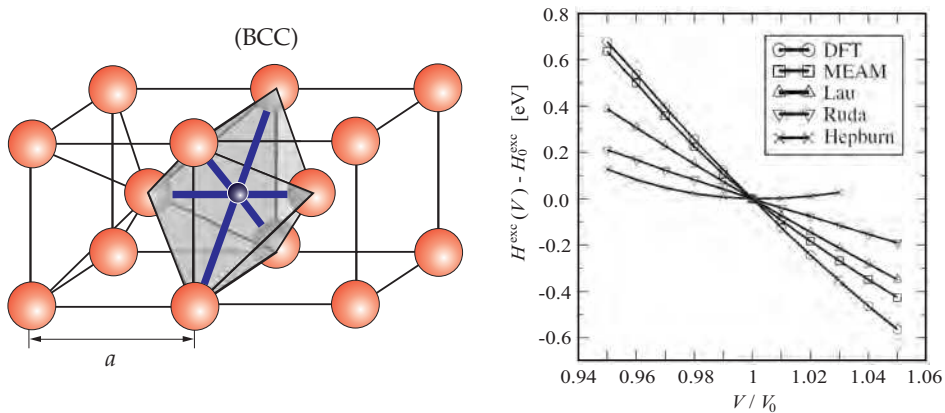 (BCC)
a
0.8
0.6
0.4
0.2
0.0
-0.2
-0.4
-0.6
H^exc(V) - H_0^exc [eV]
DFT
MEAM
Lau
Ruda
Hepburn
0.94 0.96 0.98 1 1.02 1.04 1.06
V / V_0